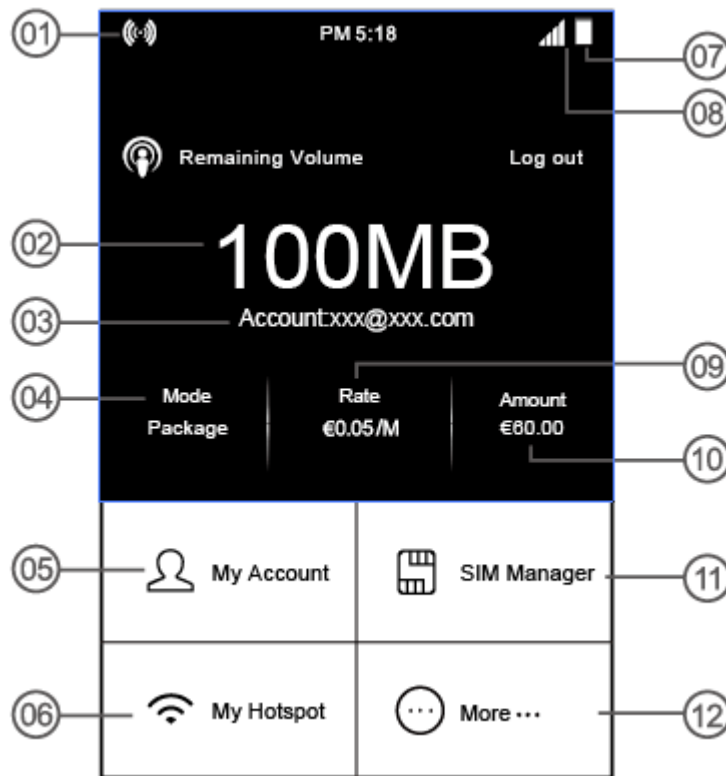 01
PM 5:18
07
08
Remaining Volume
Log out
02
100MB
03
Account:xxx@xxx.com
09
04
Mode
Rate
Amount
Package
€0.05/M
€60.00
10
05
My Account
SIM Manager
11
06
My Hotspot
More ···
12